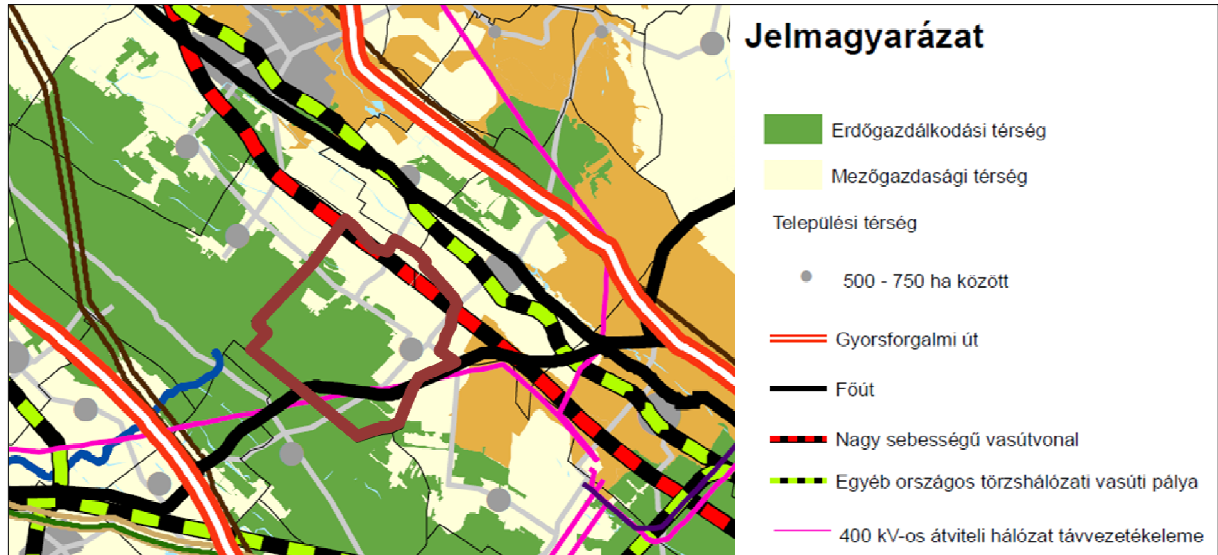 Jelmagyarázat
Erdőgazdálkodási térség
Mezőgazdasági térség
Települési térség
500 - 750 ha között
Gyorsforgalmi út
Főút
Nagy sebességű vasútvonal
Egyéb országos törzshálózati vasúti pálya
400 kV-os átviteli hálózat távvezetékeleme